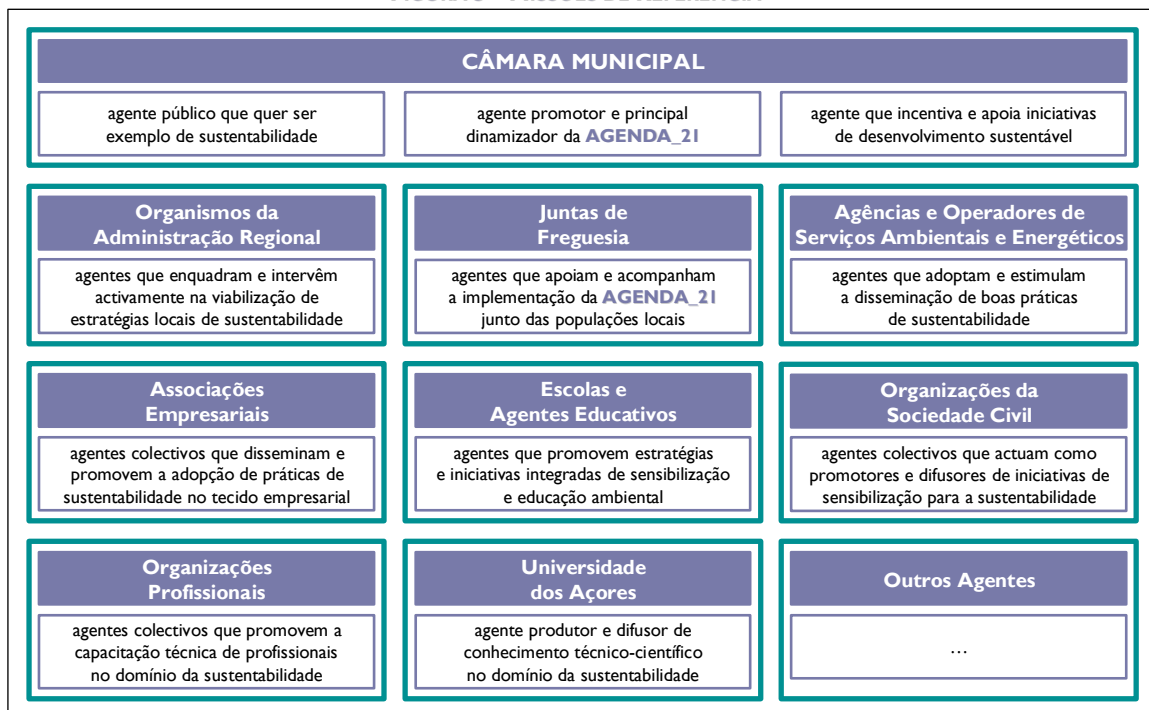 CÂMARA MUNICIPAL
agente público que quer ser
exemplo de sustentabilidade
agente promotor e principal
dinamizador da AGENDA_21
agente que incentiva e apoia iniciativas
de desenvolvimento sustentável
Organismos da
Administração Regional
agentes que enquadram e intervêm
activamente na viabilização de
estratégias locais de sustentabilidade
Juntas de
Freguesia
agentes que apoiam e acompanham
a implementação da AGENDA_21
junto das populações locais
Agências e Operadores de
Serviços Ambientais e Energéticos
agentes que adoptam e estimulam
a disseminação de boas práticas
de sustentabilidade
Associações
Empresariais
agentes colectivos que disseminam e
promovem a adopção de práticas de
sustentabilidade no tecido empresarial
Escolas e
Agentes Educativos
agentes que promovem estratégias
e iniciativas integradas de sensibilização
e educação ambiental
Organizações da
Sociedade Civil
agentes colectivos que actuam como
promotores e difusores de iniciativas de
sensibilização para a sustentabilidade
Organizações
Profissionais
agentes colectivos que promovem a
capacitação técnica de profissionais
no domínio da sustentabilidade
Universidade
dos Açores
agente produtor e difusor de
conhecimento técnico-científico
no domínio da sustentabilidade
Outros Agentes
…